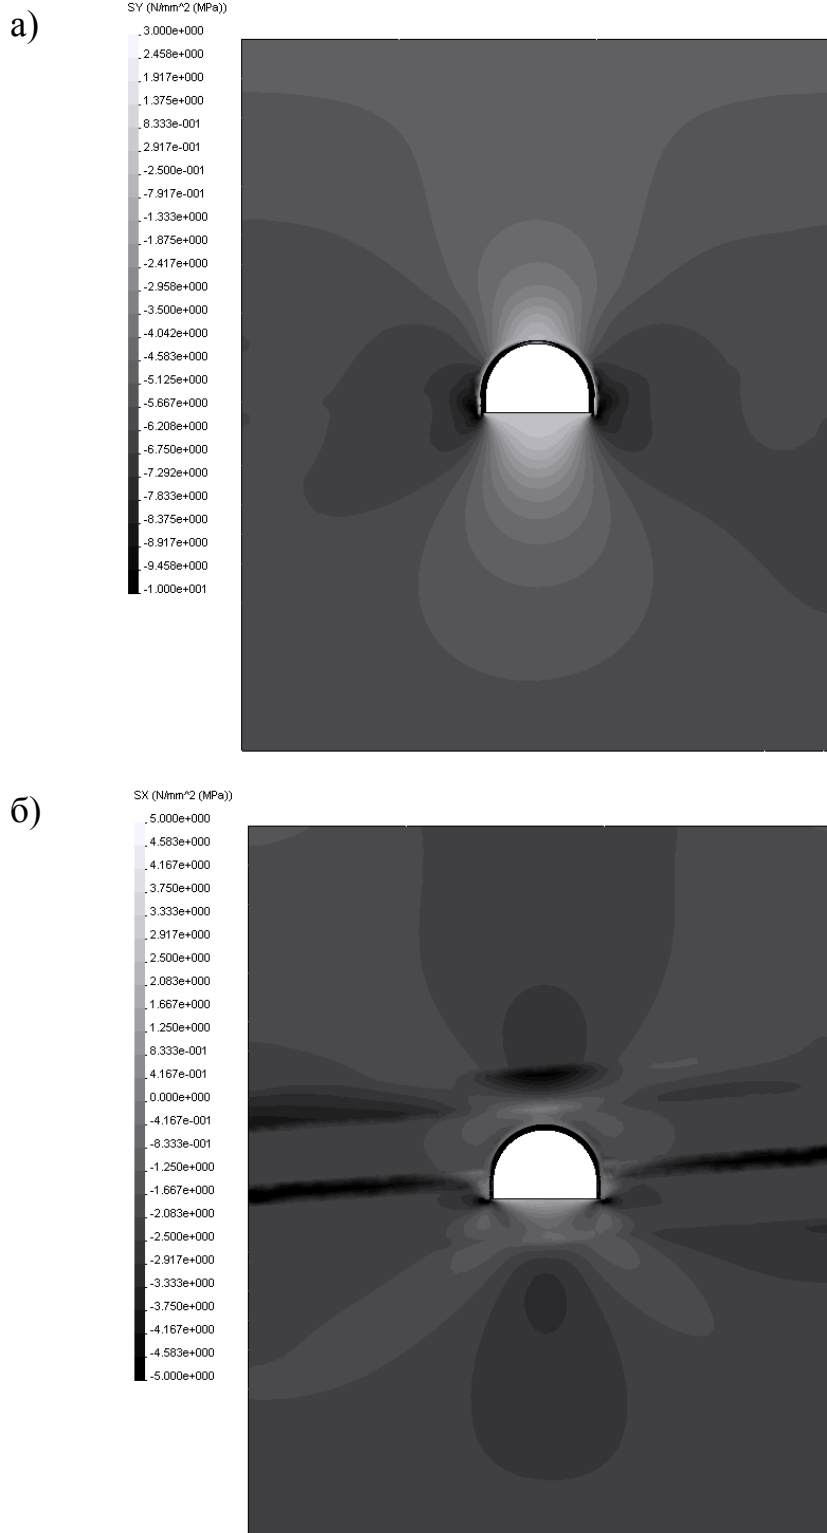 а)
SY (N/mm^2 (MPa))
3.000e+000
2.458e+000
1.917e+000
1.375e+000
8.333e-001
2.917e-001
-2.500e-001
-7.917e-001
-1.333e+000
-1.875e+000
-2.417e+000
-2.958e+000
-3.500e+000
-4.042e+000
-4.583e+000
-5.125e+000
-5.667e+000
-6.208e+000
-6.750e+000
-7.292e+000
-7.833e+000
-8.375e+000
-8.917e+000
-9.458e+000
-1.000e+001
б)
SX (N/mm^2 (MPa))
5.000e+000
4.583e+000
4.167e+000
3.750e+000
3.333e+000
2.917e+000
2.500e+000
2.083e+000
1.667e+000
1.250e+000
8.333e-001
4.167e-001
0.000e+000
-4.167e-001
-8.333e-001
-1.250e+000
-1.667e+000
-2.083e+000
-2.500e+000
-2.917e+000
-3.333e+000
-3.750e+000
-4.167e+000
-4.583e+000
-5.000e+000